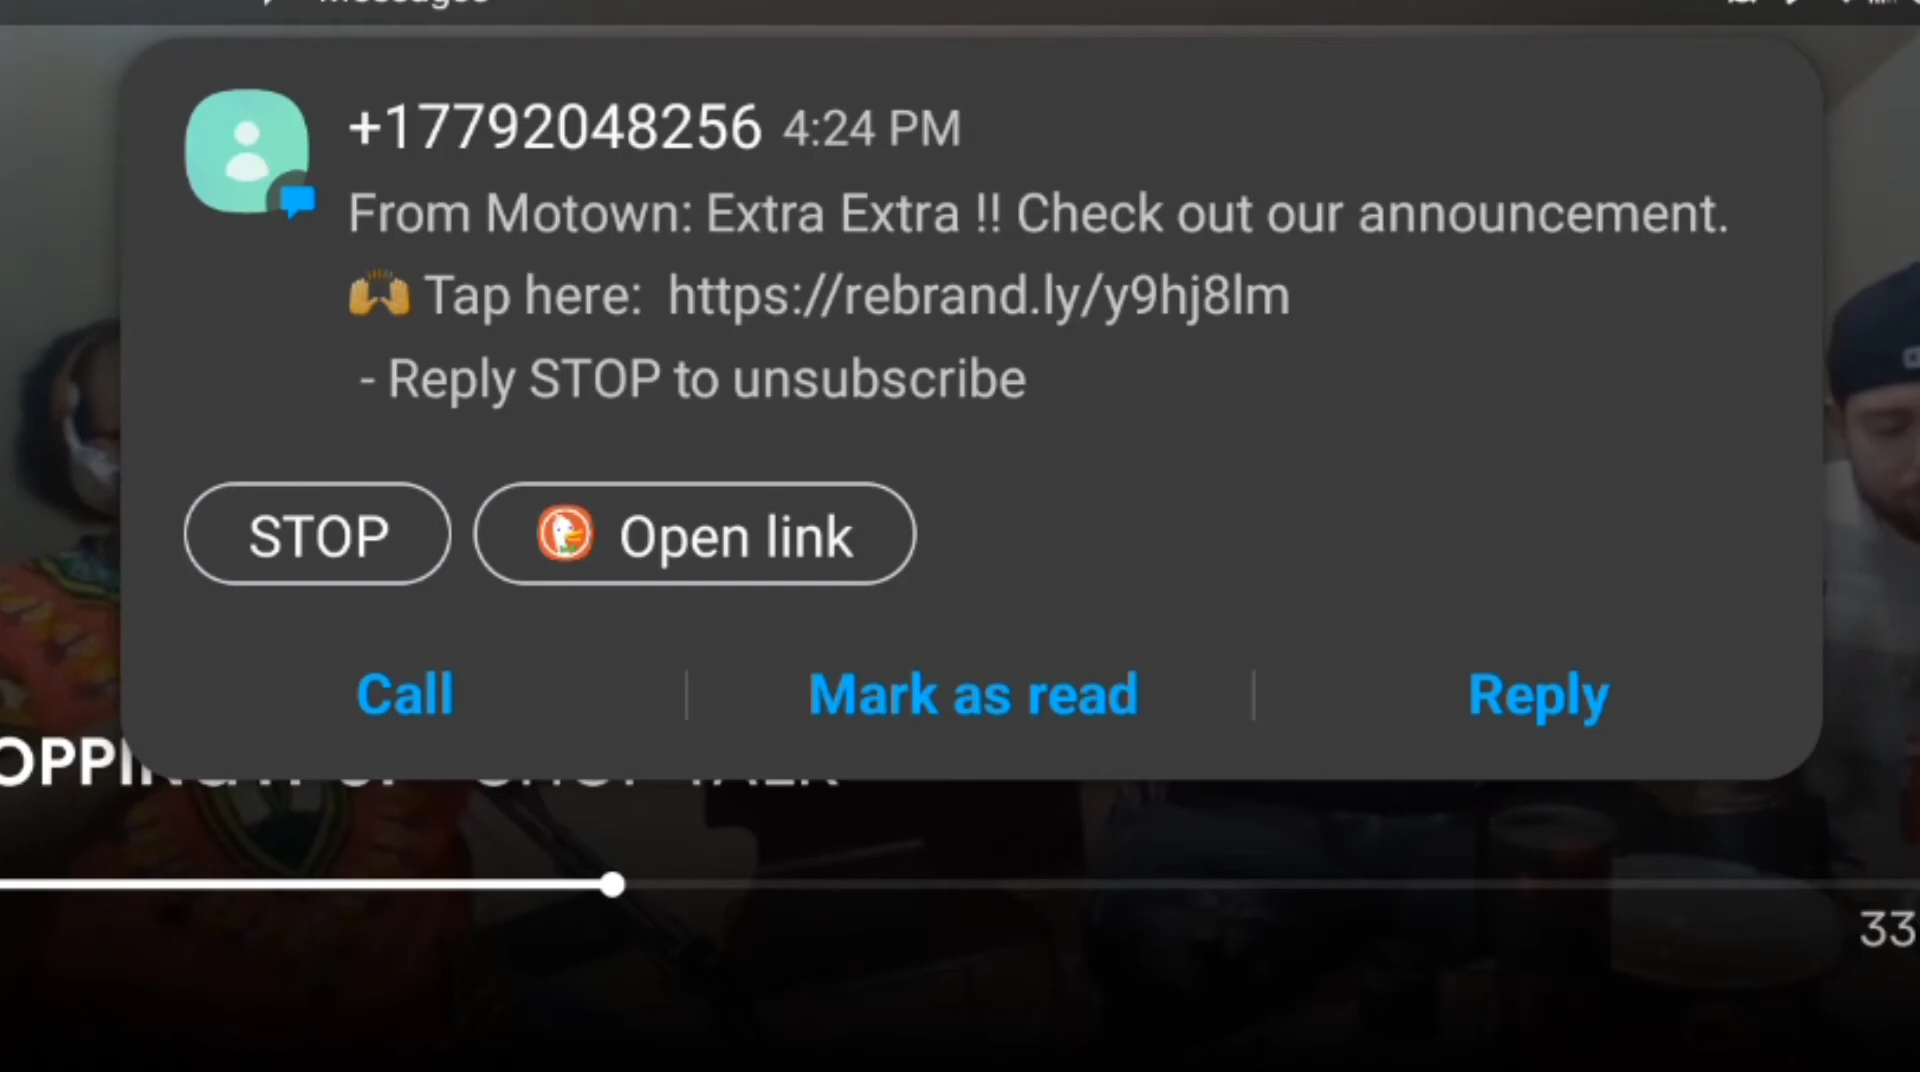 +17792048256 4:24 PM
From Motown: Extra Extra !! Check out our announcement.
🙌 Tap here: https://rebrand.ly/y9hj8lm
- Reply STOP to unsubscribe
STOP Open link
Call Mark as read Reply
33